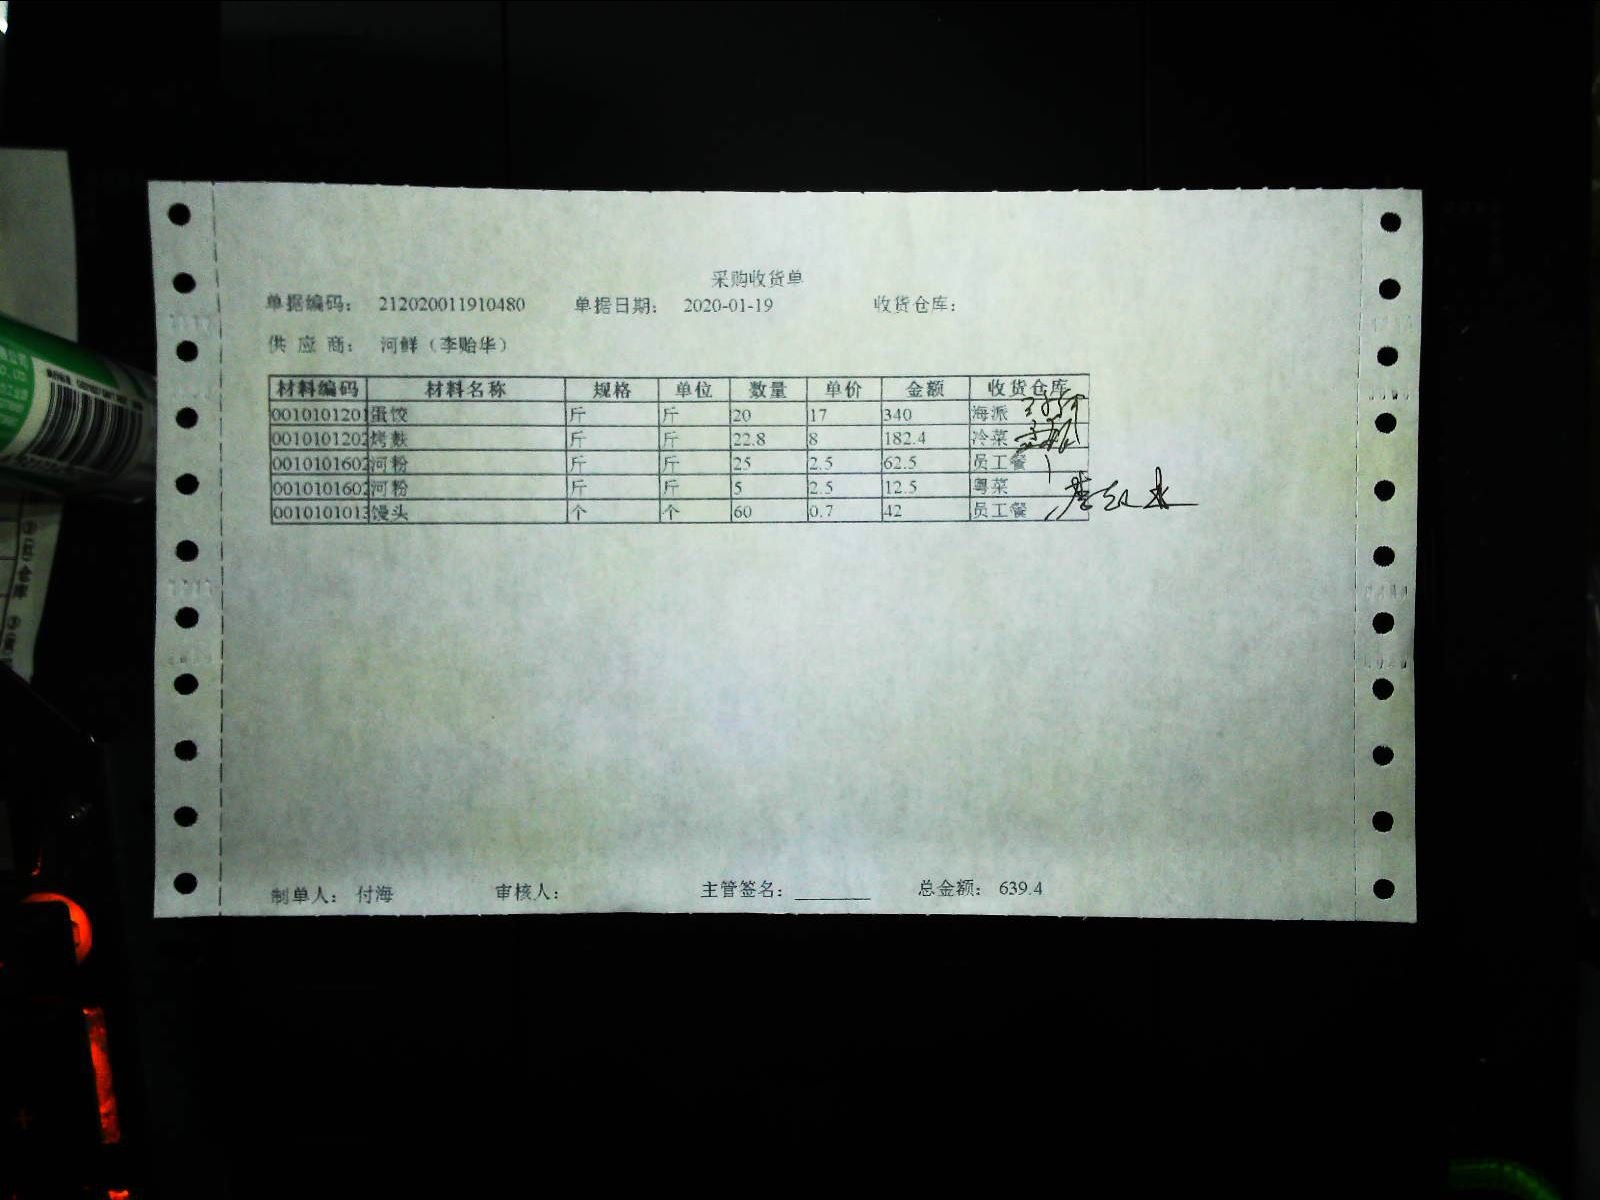 采购收货单
单据编码： 212020011910480 单据日期： 2020-01-19 收货仓库：
供 应 商： 河鲜（李贻华）
材料编码 材料名称 规格 单位 数量 单价 金额 收货仓库
0010101201 蛋饺 斤 斤 20 17 340 海派
0010101202 烤麸 斤 斤 22.8 8 182.4 冷菜
0010101602 河粉 斤 斤 25 2.5 62.5 员工餐
0010101602 河粉 斤 斤 5 2.5 12.5 粤菜
0010101013 馒头 个 个 60 0.7 42 员工餐
制单人： 付海 审核人： 主管签名： 总金额： 639.4